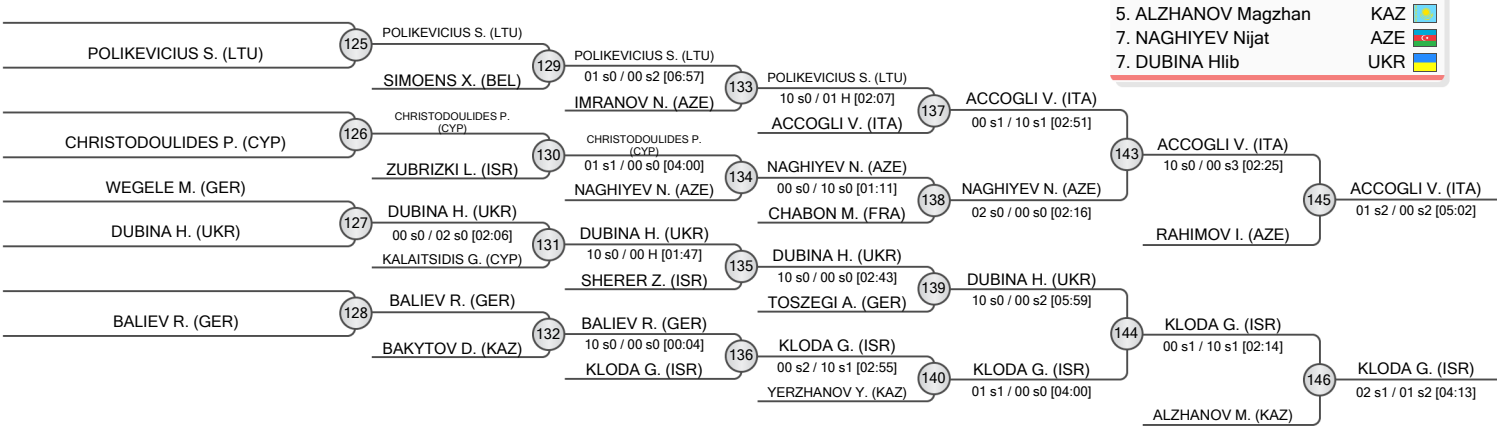 5. ALZHANOV Magzhan KAZ
7. NAGHIYEV Nijat AZE
7. DUBINA Hlib UKR
POLIKEVICIUS S. (LTU)
125
POLIKEVICIUS S. (LTU)
SIMOENS X. (BEL)
129
POLIKEVICIUS S. (LTU)
01 s0 / 00 s2 [06:57]
IMRANOV N. (AZE)
133
POLIKEVICIUS S. (LTU)
10 s0 / 01 H [02:07]
ACCOGLI V. (ITA)
137
ACCOGLI V. (ITA)
00 s1 / 10 s1 [02:51]
CHRISTODOULIDES P. (CYP)
126
CHRISTODOULIDES P.
(CYP)
ZUBRIZKI L. (ISR)
130
CHRISTODOULIDES P.
(CYP)
01 s1 / 00 s0 [04:00]
NAGHIYEV N. (AZE)
134
NAGHIYEV N. (AZE)
00 s0 / 10 s0 [01:11]
CHABON M. (FRA)
138
NAGHIYEV N. (AZE)
02 s0 / 00 s0 [02:16]
143
ACCOGLI V. (ITA)
10 s0 / 00 s3 [02:25]
RAHIMOV I. (AZE)
145
ACCOGLI V. (ITA)
01 s2 / 00 s2 [05:02]
WEGELE M. (GER)
DUBINA H. (UKR)
127
DUBINA H. (UKR)
00 s0 / 02 s0 [02:06]
KALAITSIDIS G. (CYP)
131
DUBINA H. (UKR)
10 s0 / 00 H [01:47]
SHERER Z. (ISR)
135
DUBINA H. (UKR)
10 s0 / 00 s0 [02:43]
TOSZEGI A. (GER)
139
DUBINA H. (UKR)
10 s0 / 00 s2 [05:59]
BALIEV R. (GER)
128
BALIEV R. (GER)
BAKYTOV D. (KAZ)
132
BALIEV R. (GER)
10 s0 / 00 s0 [00:04]
KLODA G. (ISR)
136
KLODA G. (ISR)
00 s2 / 10 s1 [02:55]
YERZHANOV Y. (KAZ)
140
KLODA G. (ISR)
01 s1 / 00 s0 [04:00]
144
KLODA G. (ISR)
00 s1 / 10 s1 [02:14]
ALZHANOV M. (KAZ)
146
KLODA G. (ISR)
02 s1 / 01 s2 [04:13]